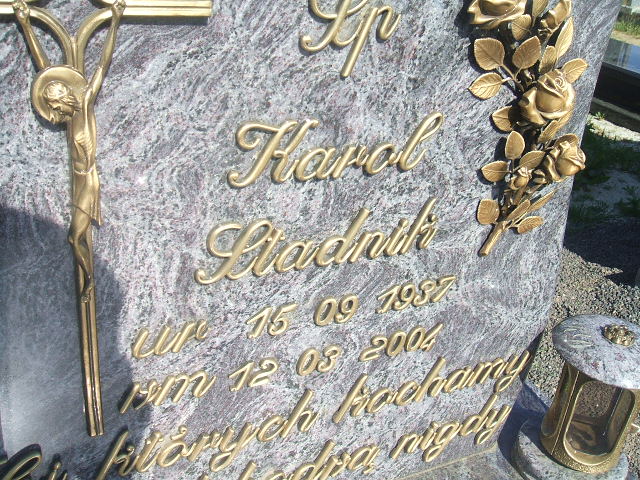 Śp
Karol
Stadnik
ur 15 09 1937
zm 12 03 2004
których kochamy
nigdy